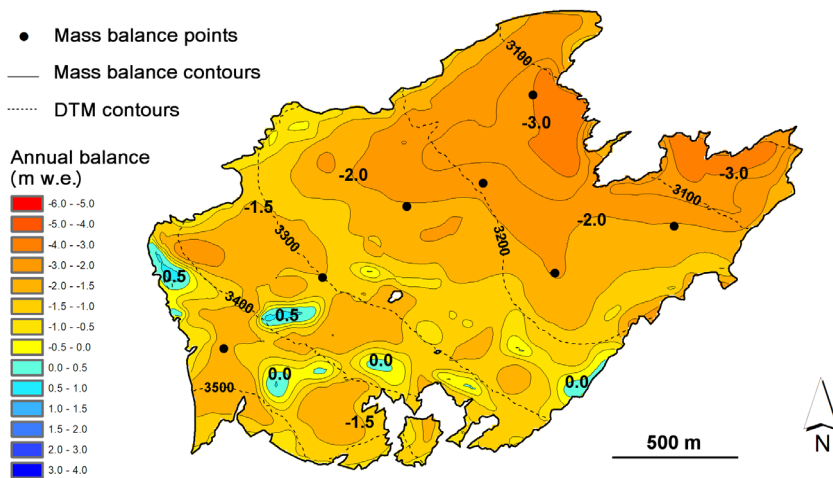 Mass balance points
Mass balance contours
DTM contours
Annual balance
(m w.e.)
-6.0 - -5.0
-5.0 - -4.0
-4.0 - -3.0
-3.0 - -2.0
-2.0 - -1.5
-1.5 - -1.0
-1.0 - -0.5
-0.5 - 0.0
0.0 - 0.5
0.5 - 1.0
1.0 - 1.5
1.5 - 2.0
2.0 - 3.0
3.0 - 4.0
3100
-3.0
-3.0
3100
-2.0
-1.5
-2.0
3300
3200
0.5
3400
0.5
0.0
0.0
3500
-1.5
500 m
N